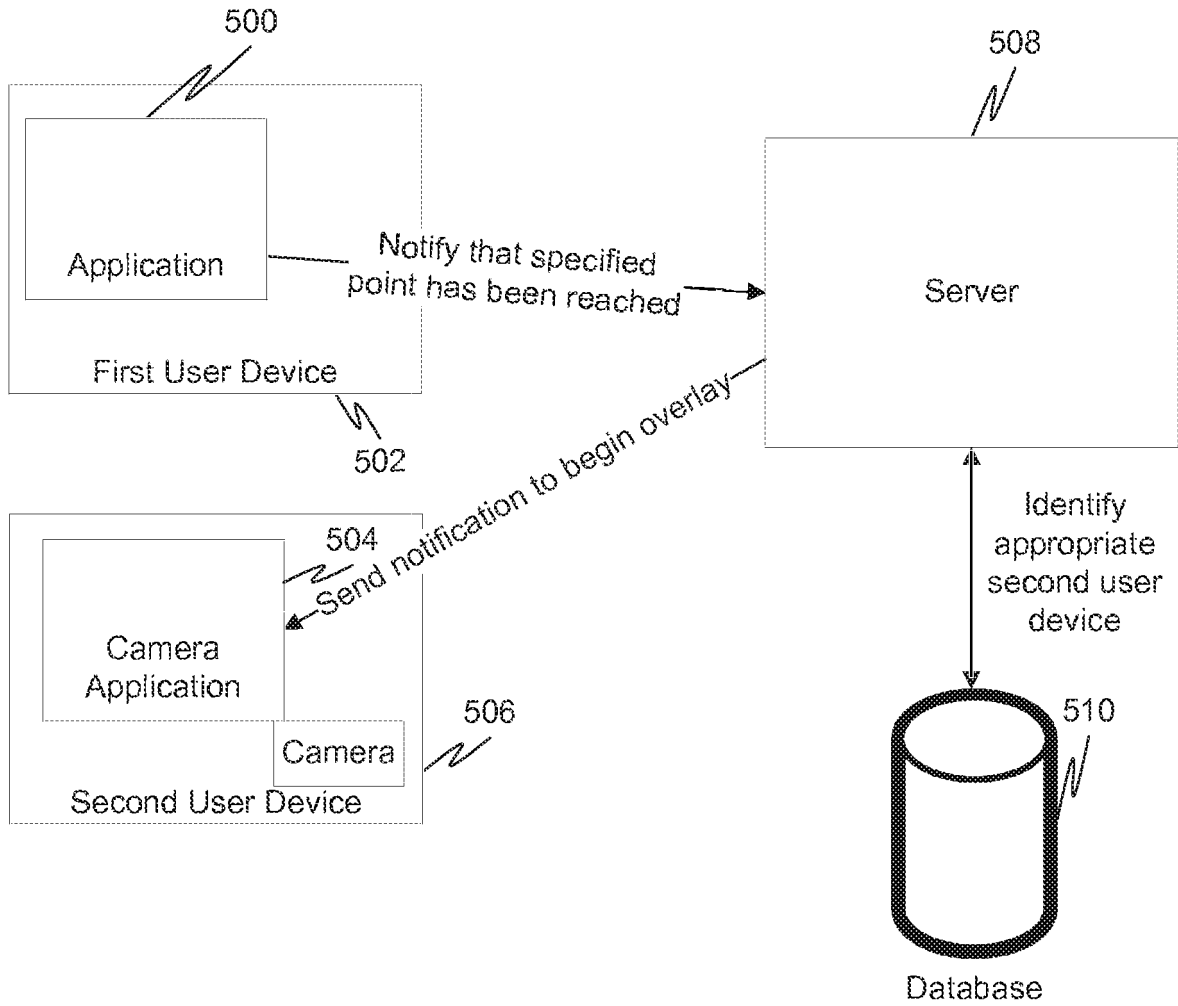 500
508
Application
Notify that specified
point has been reached
Server
First User Device
502
Send notification to begin overlay
504
Identify
appropriate
second user
device
Camera
Application
506
Camera
510
Second User Device
Database